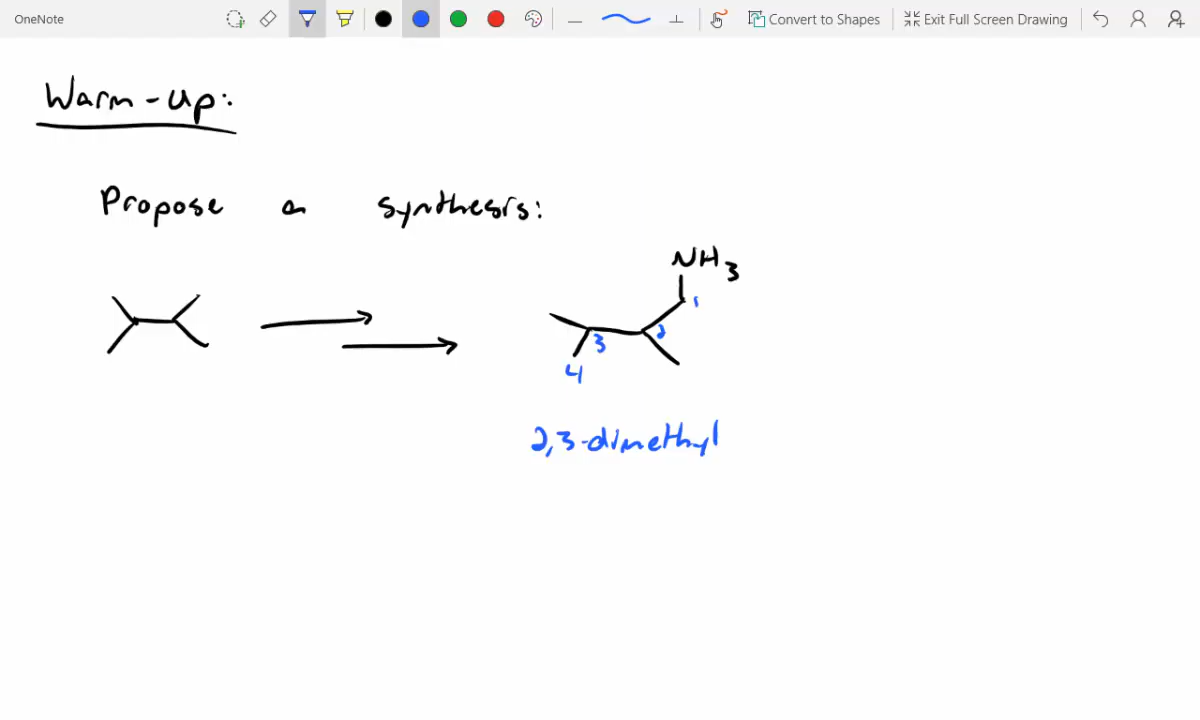 OneNote
Convert to Shapes
Exit Full Screen Drawing
Warm-up:
Propose a synthesis:
NH3
1
2
3
4
2,3-dimethyl